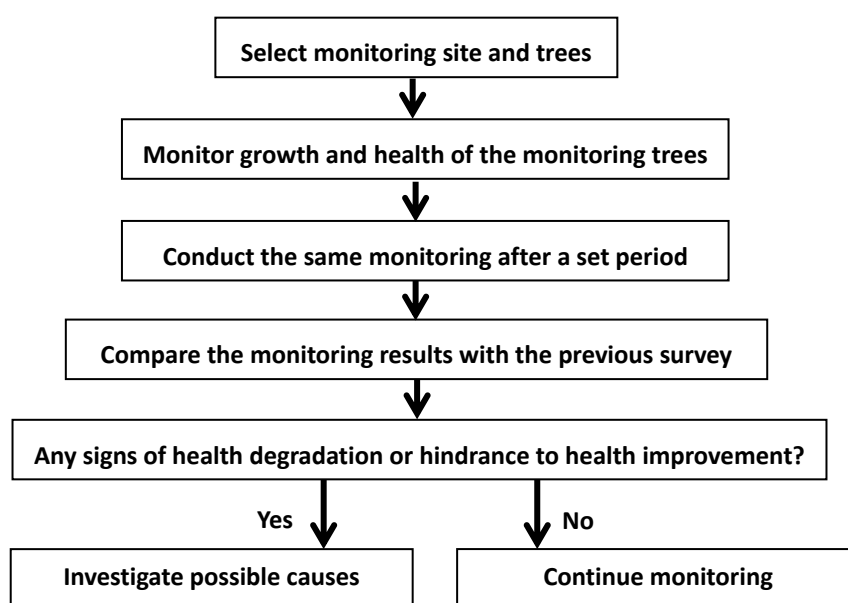 Select monitoring site and trees
Monitor growth and health of the monitoring trees
Conduct the same monitoring after a set period
Compare the monitoring results with the previous survey
Any signs of health degradation or hindrance to health improvement?
Yes
No
Investigate possible causes
Continue monitoring